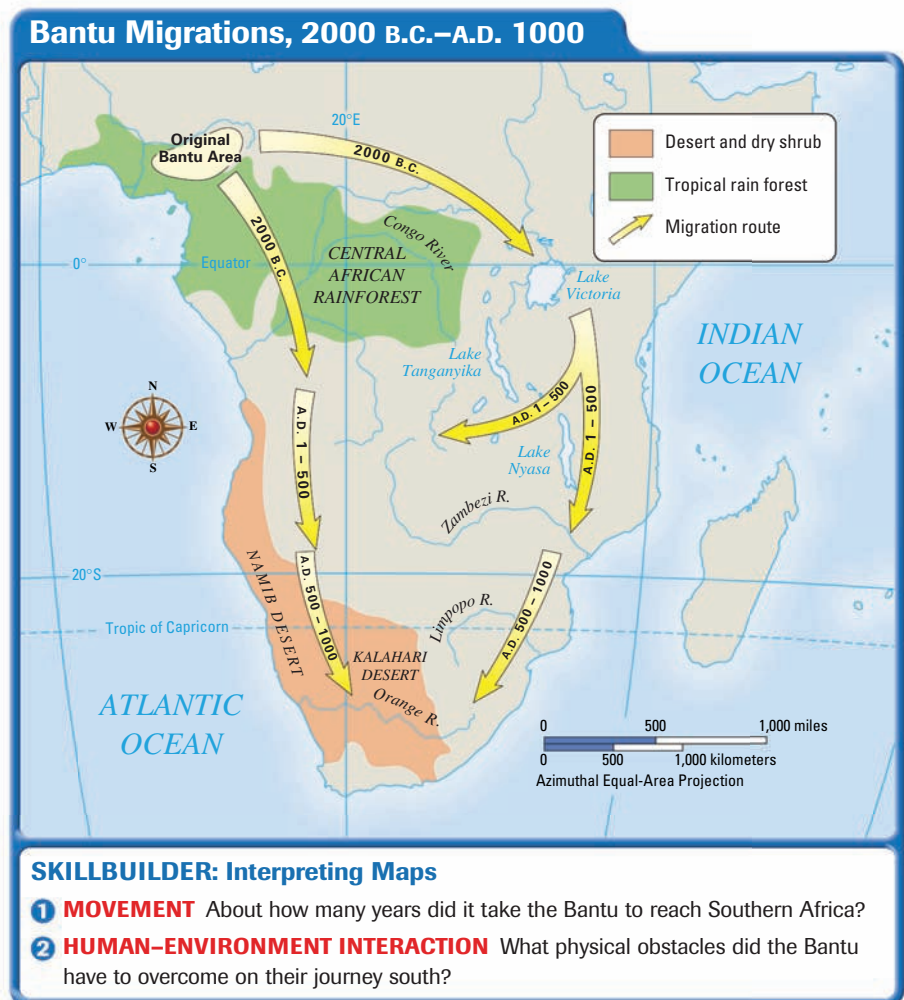 Bantu Migrations, 2000 B.C.–A.D. 1000
20°E
Original
Bantu Area
2000 B.C.
2000 B.C.
Desert and dry shrub
Tropical rain forest
Migration route
Congo River
0°
Equator
CENTRAL
AFRICAN
RAINFOREST
Lake
Victoria
INDIAN
OCEAN
Lake
Tanganyika
N
W
E
S
A.D. 1 – 500
A.D. 1 – 500
A.D. 1 – 500
Lake
Nyasa
Zambezi R.
20°S
NAMIB DESERT
A.D. 500 – 1000
A.D. 500 – 1000
Limpopo R.
Tropic of Capricorn
KALAHARI
DESERT
Orange R.
ATLANTIC
OCEAN
0 500 1,000 miles
0 500 1,000 kilometers
Azimuthal Equal-Area Projection
SKILLBUILDER: Interpreting Maps
1 MOVEMENT About how many years did it take the Bantu to reach Southern Africa?
2 HUMAN–ENVIRONMENT INTERACTION What physical obstacles did the Bantu
have to overcome on their journey south?